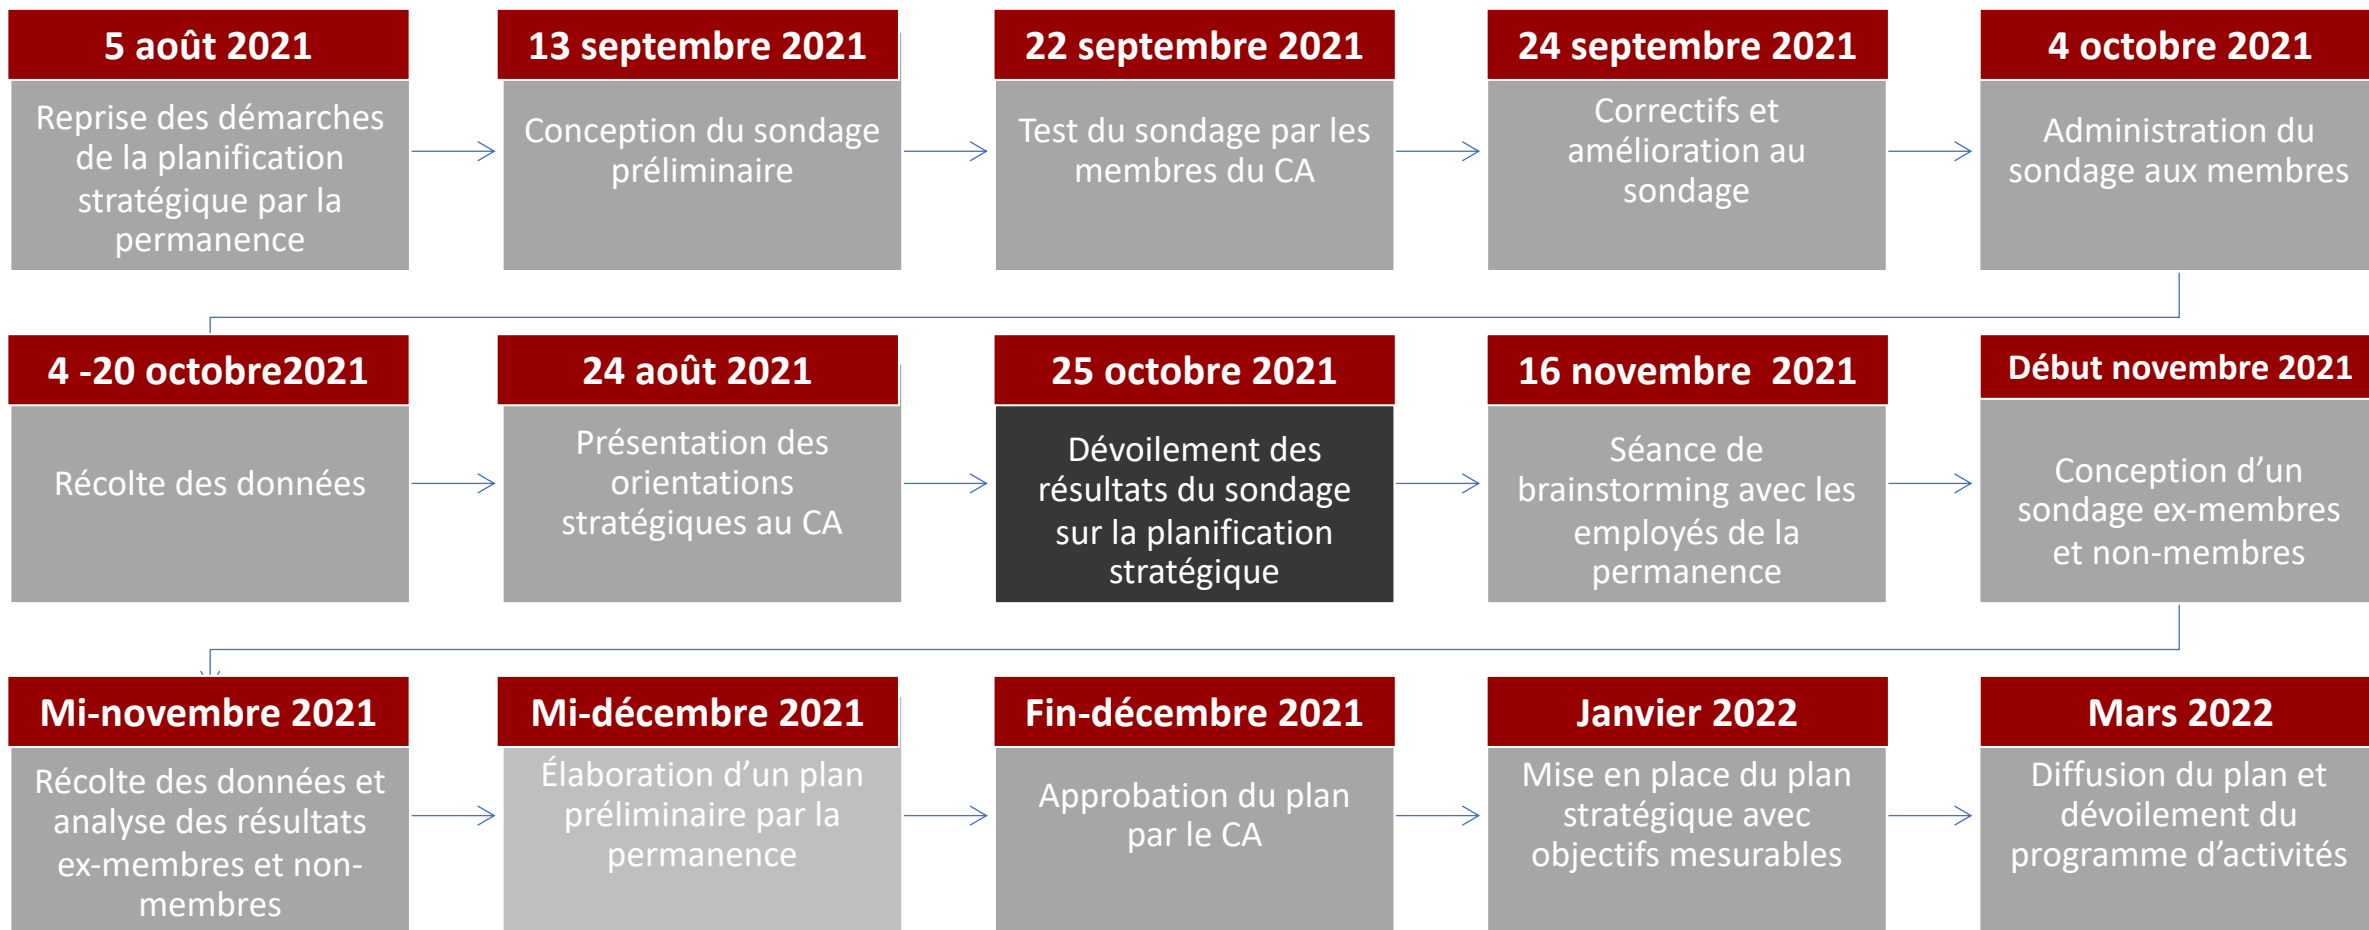 5 août 2021
Reprise des démarches
de la planification
stratégique par la
permanence
13 septembre 2021
Conception du sondage
préliminaire
22 septembre 2021
Test du sondage par les
membres du CA
24 septembre 2021
Correctifs et
amélioration au
sondage
4 octobre 2021
Administration du
sondage aux membres
4 -20 octobre2021
Récolte des données
24 août 2021
Présentation des
orientations
stratégiques au CA
25 octobre 2021
Dévoilement des
résultats du sondage
sur la planification
stratégique
16 novembre  2021
Séance de
brainstorming avec les
employés de la
permanence
Début novembre 2021
Conception d’un
sondage ex-membres
et non-membres
Mi-novembre 2021
Récolte des données et
analyse des résultats
ex-membres et non-
membres
Mi-décembre 2021
Élaboration d’un plan
préliminaire par la
permanence
Fin-décembre 2021
Approbation du plan
par le CA
Janvier 2022
Mise en place du plan
stratégique avec
objectifs mesurables
Mars 2022
Diffusion du plan et
dévoilement du
programme d’activités